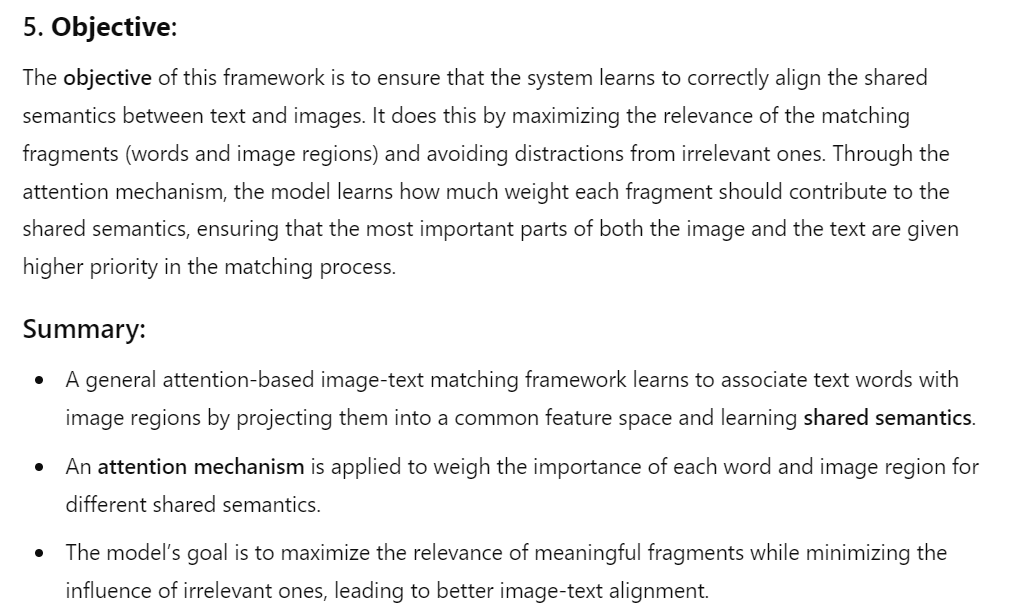 5. Objective:
The objective of this framework is to ensure that the system learns to correctly align the shared
semantics between text and images. It does this by maximizing the relevance of the matching
fragments (words and image regions) and avoiding distractions from irrelevant ones. Through the
attention mechanism, the model learns how much weight each fragment should contribute to the
shared semantics, ensuring that the most important parts of both the image and the text are given
higher priority in the matching process.
Summary:
• A general attention-based image-text matching framework learns to associate text words with
image regions by projecting them into a common feature space and learning shared semantics.
• An attention mechanism is applied to weigh the importance of each word and image region for
different shared semantics.
• The model’s goal is to maximize the relevance of meaningful fragments while minimizing the
influence of irrelevant ones, leading to better image-text alignment.